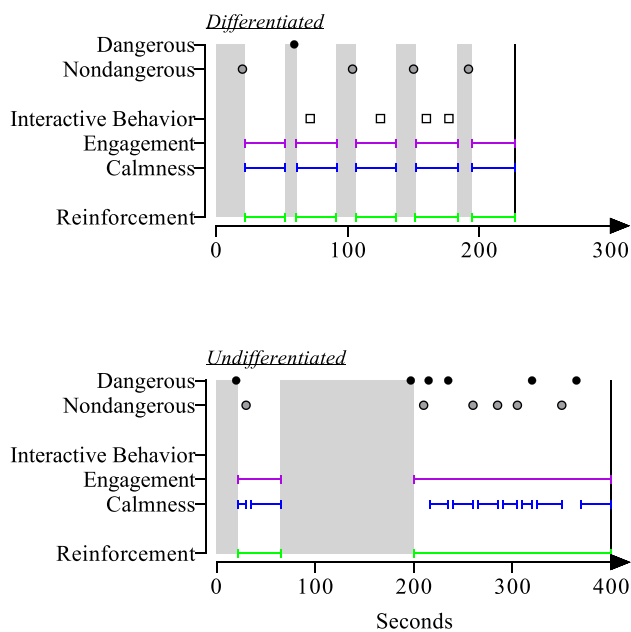 Differentiated
Dangerous
Nondangerous
Interactive Behavior
Engagement
Calmness
Reinforcement
0 100 200 300
Undifferentiated
Dangerous
Nondangerous
Interactive Behavior
Engagement
Calmness
Reinforcement
0 100 200 300 400
Seconds